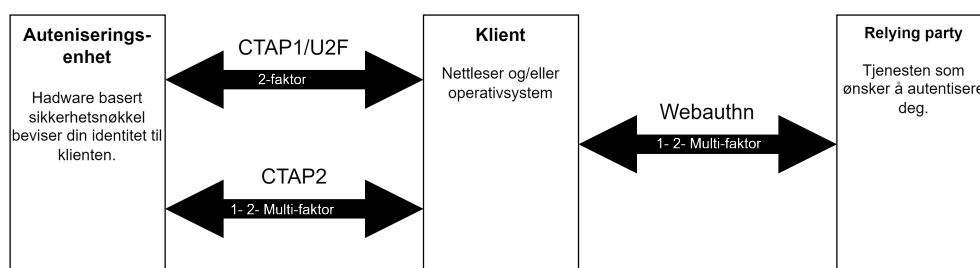 Auteniserings-
enhet
Hadware basert
sikkerhetsnøkkel
beviser din identitet til
klienten.
CTAP1/U2F
2-faktor
CTAP2
1- 2- Multi-faktor
Klient
Nettleser og/eller
operativsystem
Webauthn
1- 2- Multi-faktor
Relying party
Tjenesten som
ønsker å autentisere
deg.